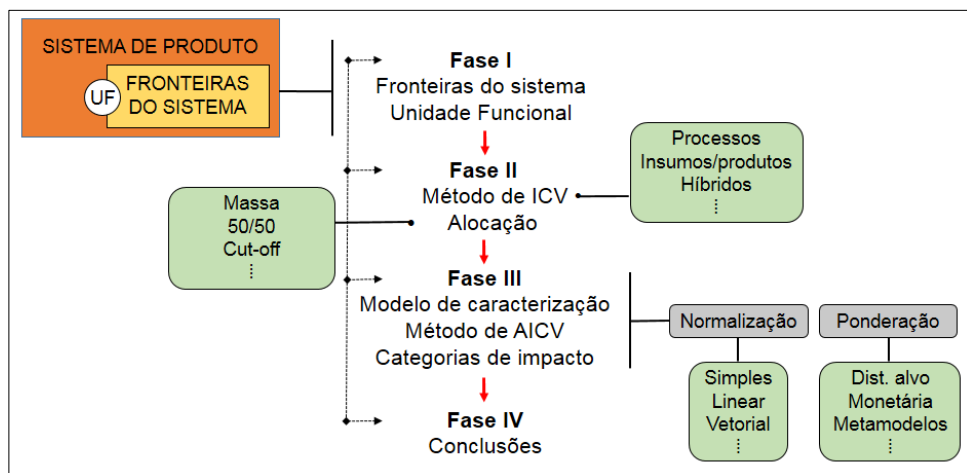 SISTEMA DE PRODUTO
UF
FRONTEIRAS
DO SISTEMA
Fase I
Fronteiras do sistema
Unidade Funcional
Fase II
Método de ICV
Alocação
Processos
Insumos/produtos
Híbridos
⋮
Massa
50/50
Cut-off
⋮
Fase III
Modelo de caracterização
Método de AICV
Categorias de impacto
Normalização
Ponderação
Simples
Linear
Vetorial
⋮
Dist. alvo
Monetária
Metamodelos
⋮
Fase IV
Conclusões